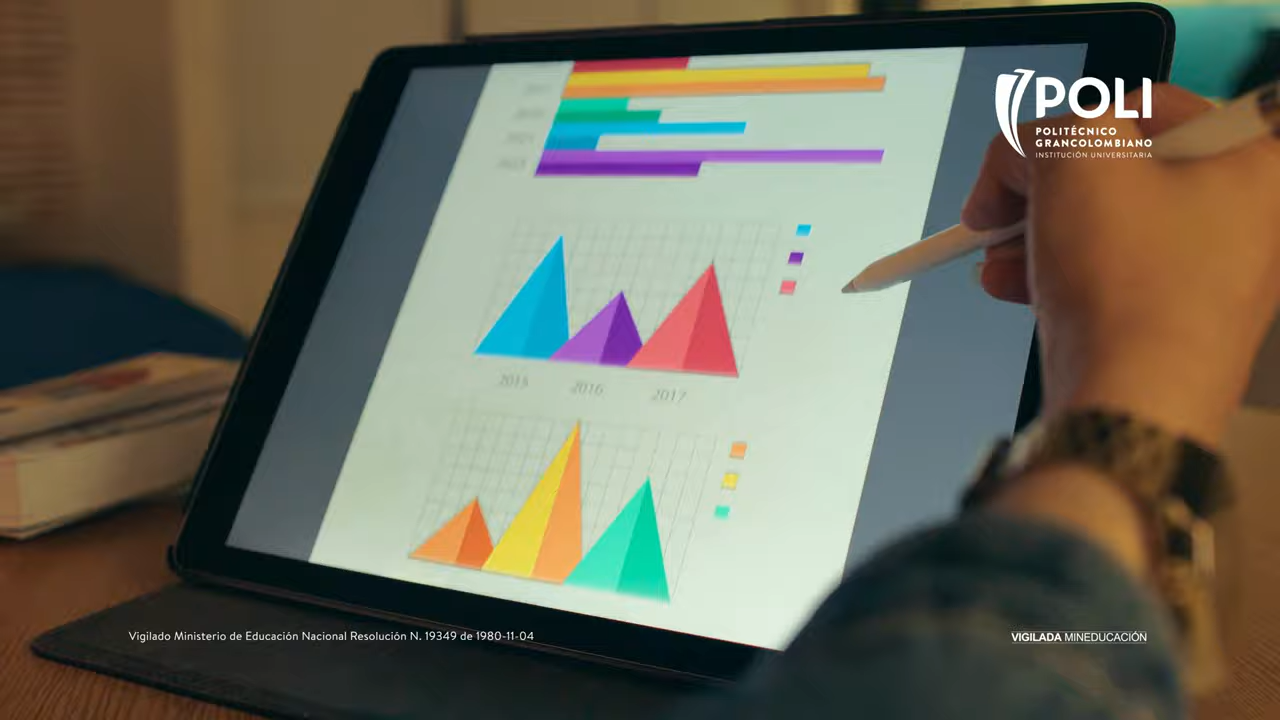 POLI
POLITÉCNICO
GRANCOLOMBIANO
INSTITUCIÓN UNIVERSITARIA
2015
2016
2017
Vigilado Ministerio de Educación Nacional Resolución N. 19349 de 1980-11-04
VIGILADA MINEDUCACIÓN